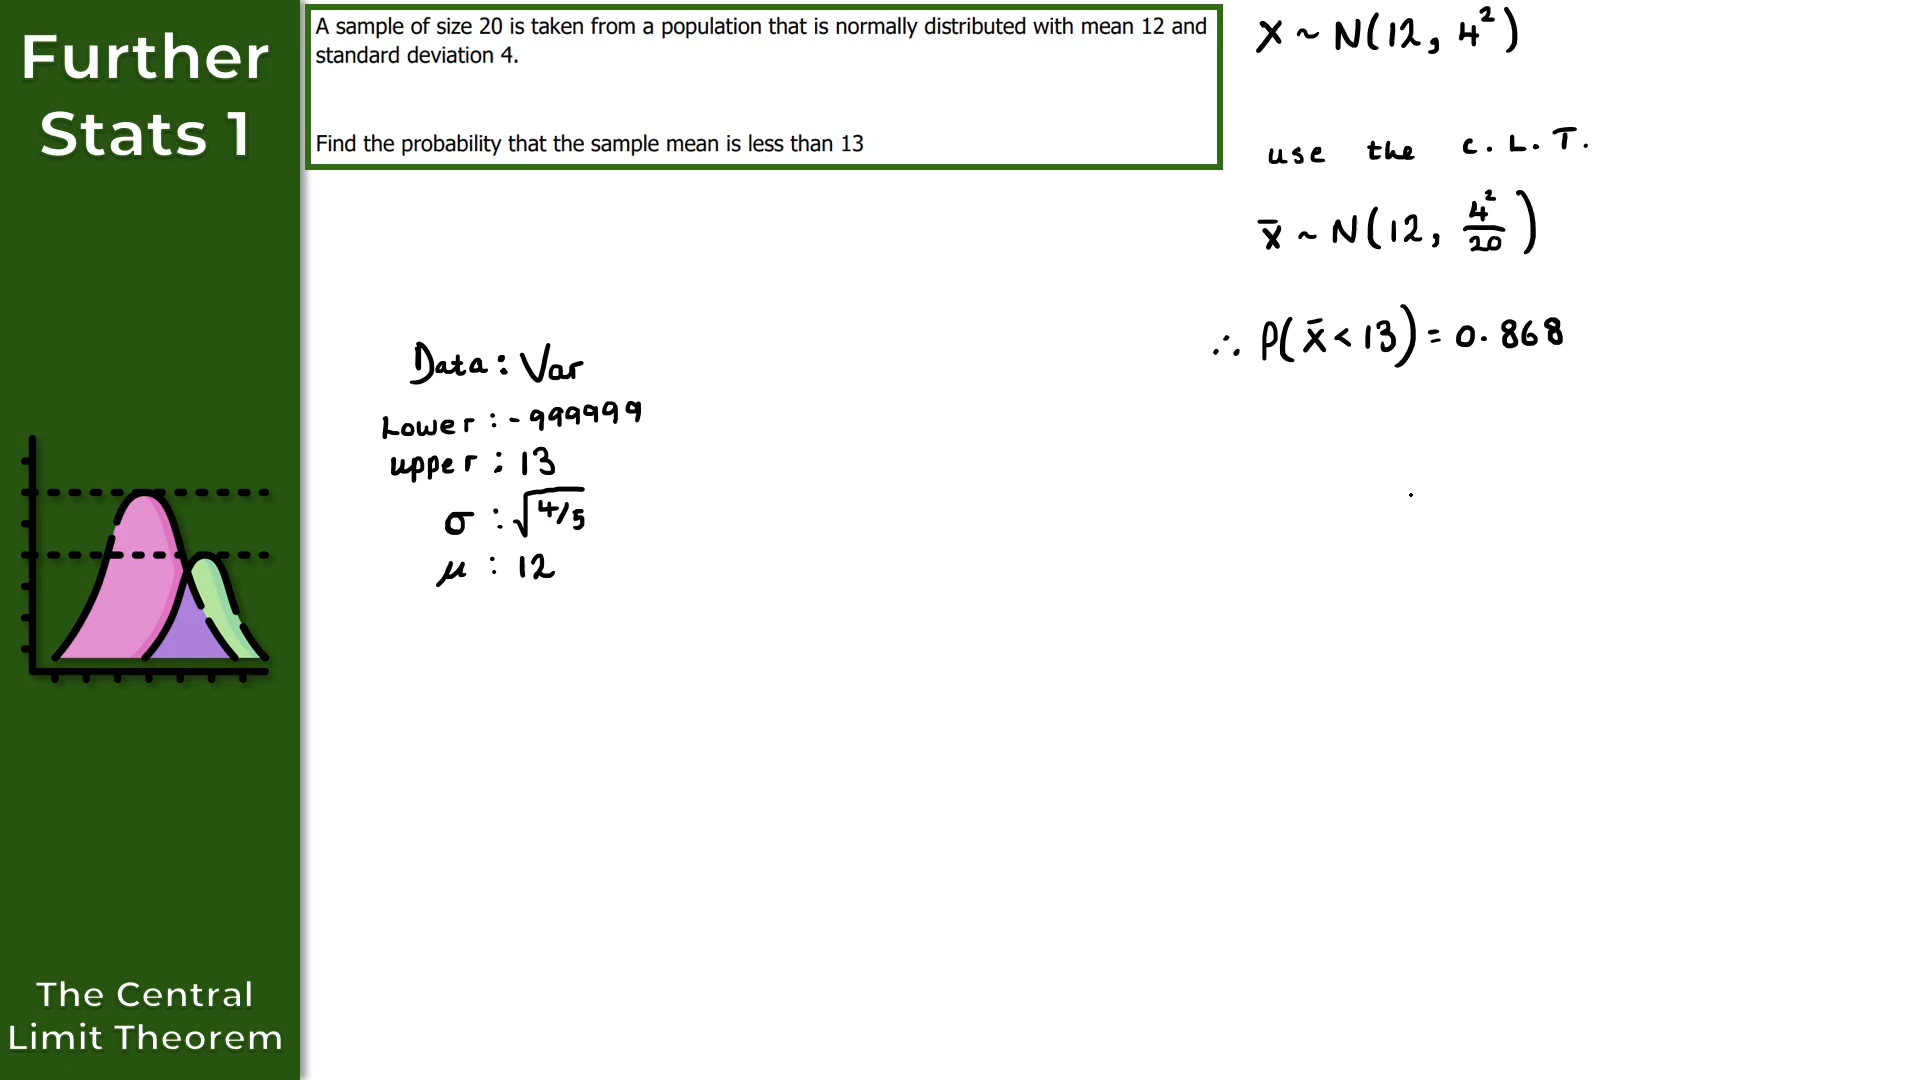 Further
Stats 1
A sample of size 20 is taken from a population that is normally distributed with mean 12 and
standard deviation 4.
Find the probability that the sample mean is less than 13
X ~ N(12, 4²)
use the C.L.T.
x̄ ~ N(12, 4²/20)
∴ P(x̄ < 13) = 0.868
Data : Var
Lower : -999999
upper : 13
σ : √4/5
μ : 12
The Central
Limit Theorem